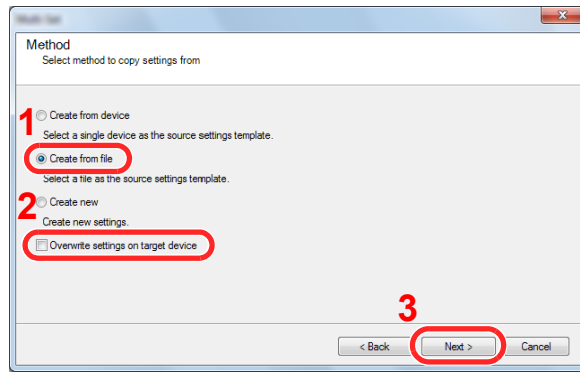 Multi Set
Method
Select method to copy settings from
1
Create from device
Select a single device as the source settings template.
Create from file
Select a file as the source settings template.
2
Create new
Create new settings.
Overwrite settings on target device
3
< Back
Next >
Cancel